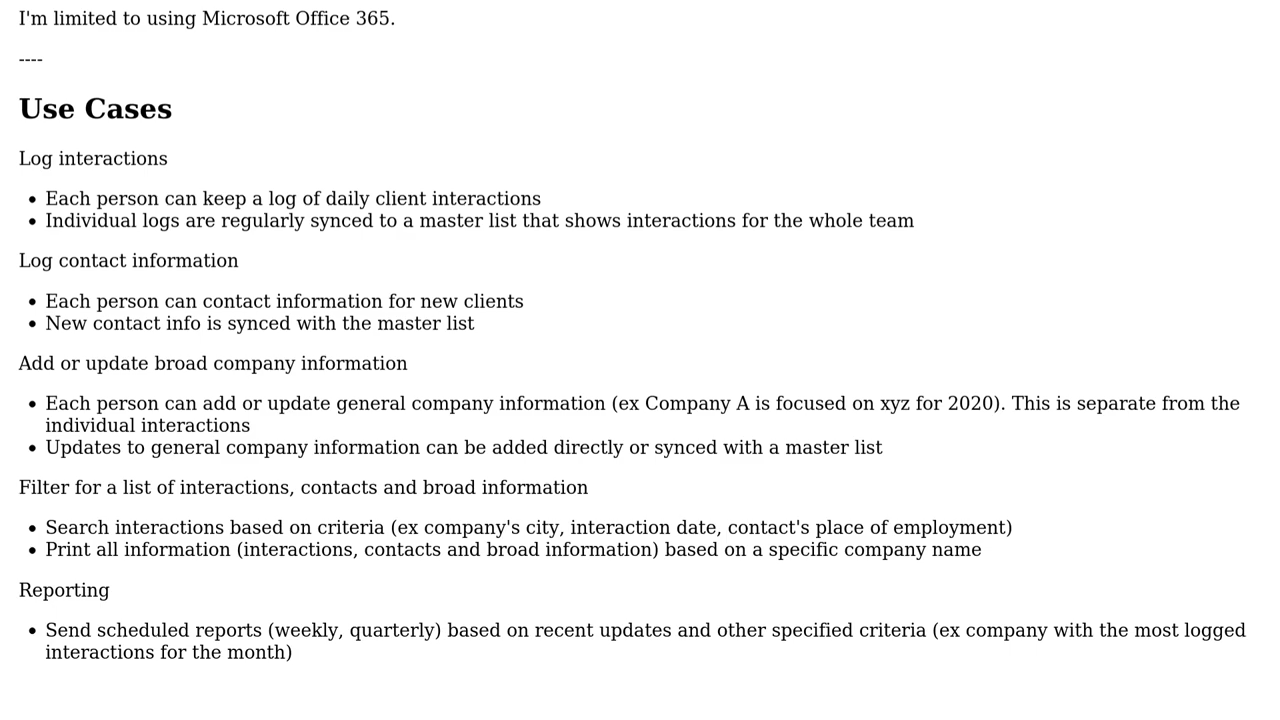 I'm limited to using Microsoft Office 365.
----
Use Cases
Log interactions
• Each person can keep a log of daily client interactions
• Individual logs are regularly synced to a master list that shows interactions for the whole team
Log contact information
• Each person can contact information for new clients
• New contact info is synced with the master list
Add or update broad company information
• Each person can add or update general company information (ex Company A is focused on xyz for 2020). This is separate from the
individual interactions
• Updates to general company information can be added directly or synced with a master list
Filter for a list of interactions, contacts and broad information
• Search interactions based on criteria (ex company's city, interaction date, contact's place of employment)
• Print all information (interactions, contacts and broad information) based on a specific company name
Reporting
• Send scheduled reports (weekly, quarterly) based on recent updates and other specified criteria (ex company with the most logged
interactions for the month)